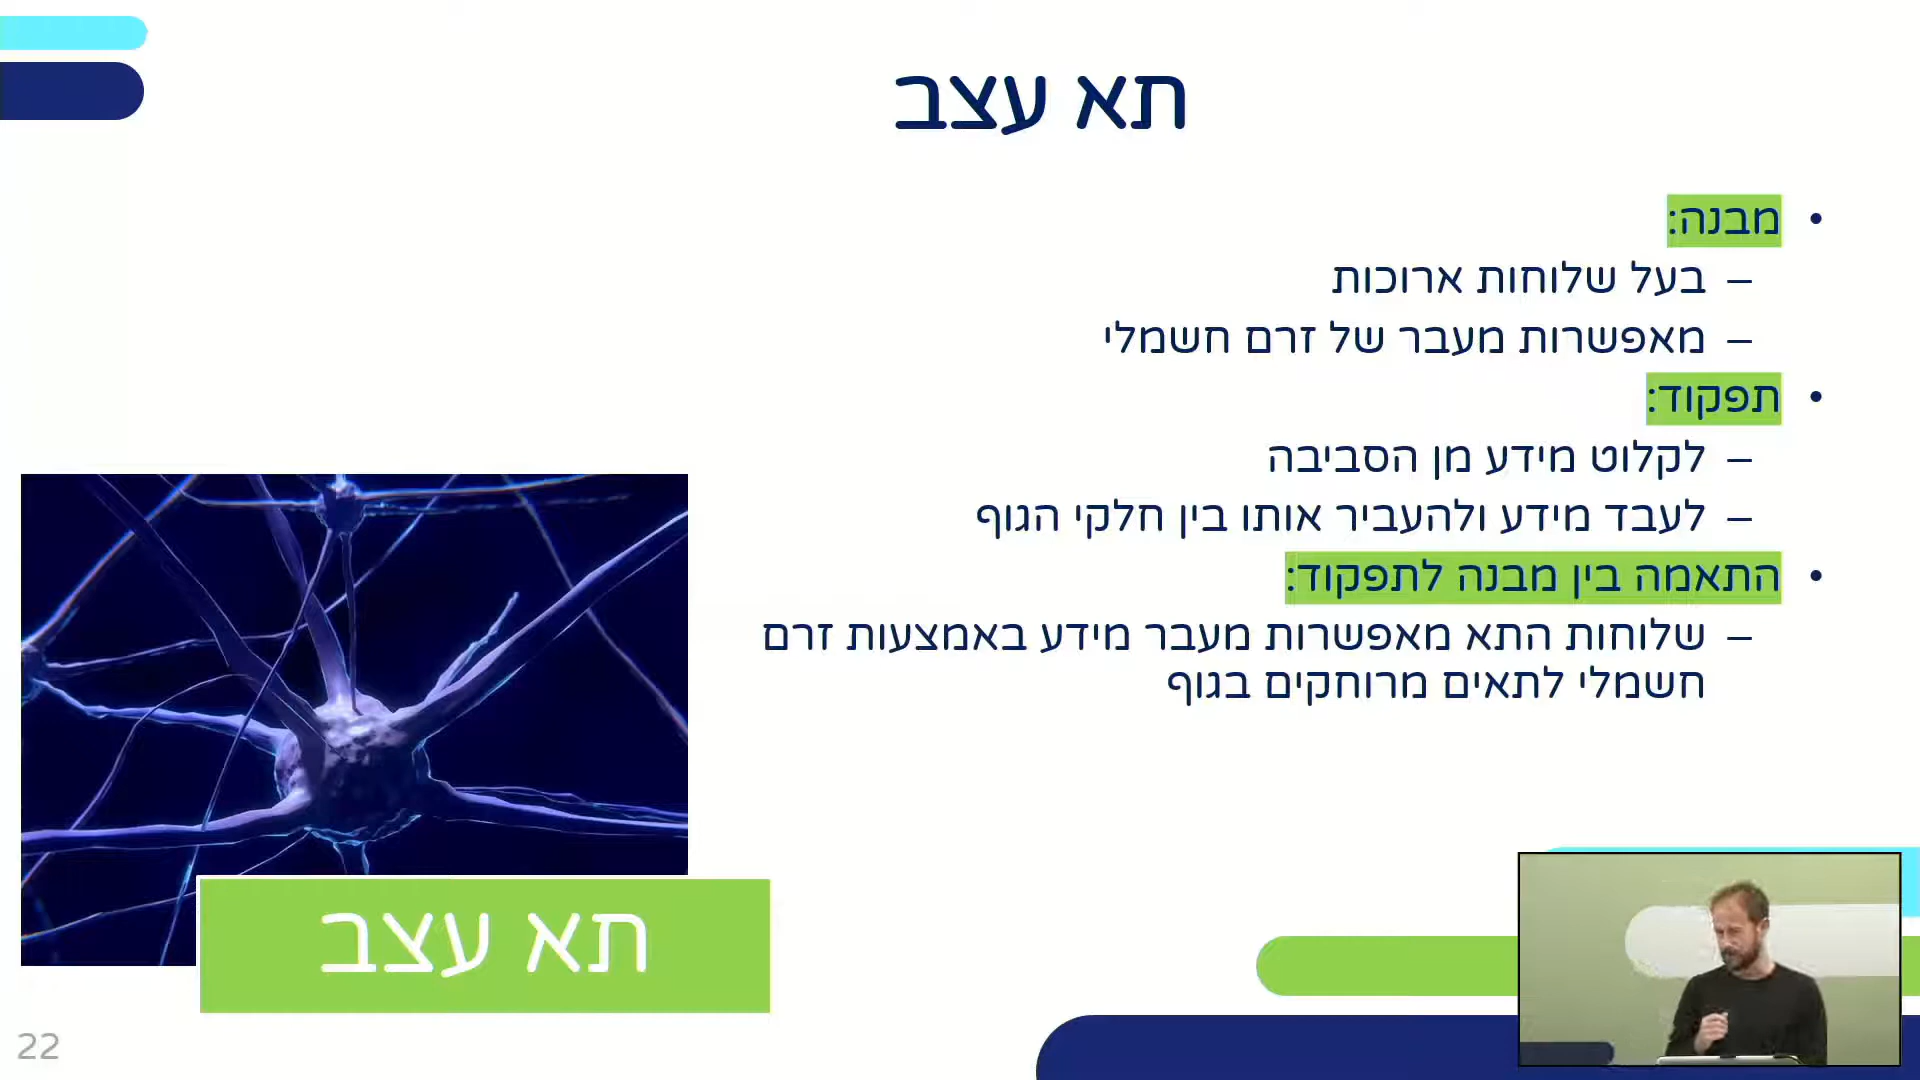 תא עצב
• מבנה:
– בעל שלוחות ארוכות
– מאפשרות מעבר של זרם חשמלי
• תפקוד:
– לקלוט מידע מן הסביבה
– לעבד מידע ולהעביר אותו בין חלקי הגוף
• התאמה בין מבנה לתפקוד:
– שלוחות התא מאפשרות מעבר מידע באמצעות זרם
חשמלי לתאים מרוחקים בגוף
תא עצב
22